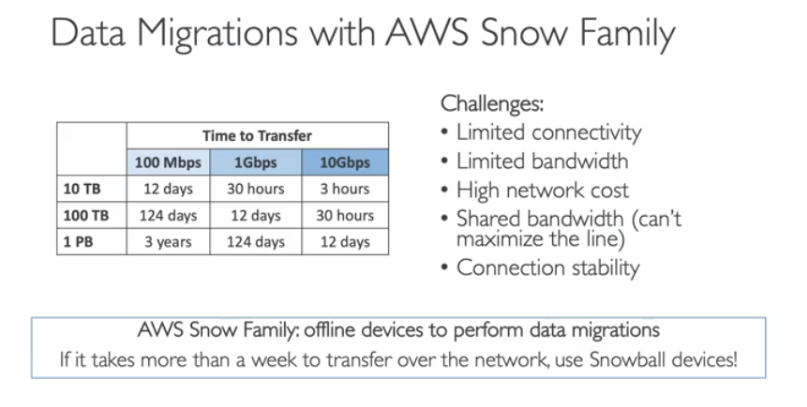 Data Migrations with AWS Snow Family
Time to Transfer
100 Mbps 1Gbps 10Gbps
10 TB 12 days 30 hours 3 hours
100 TB 124 days 12 days 30 hours
1 PB 3 years 124 days 12 days
Challenges:
• Limited connectivity
• Limited bandwidth
• High network cost
• Shared bandwidth (can't
maximize the line)
• Connection stability
AWS Snow Family: offline devices to perform data migrations
If it takes more than a week to transfer over the network, use Snowball devices!